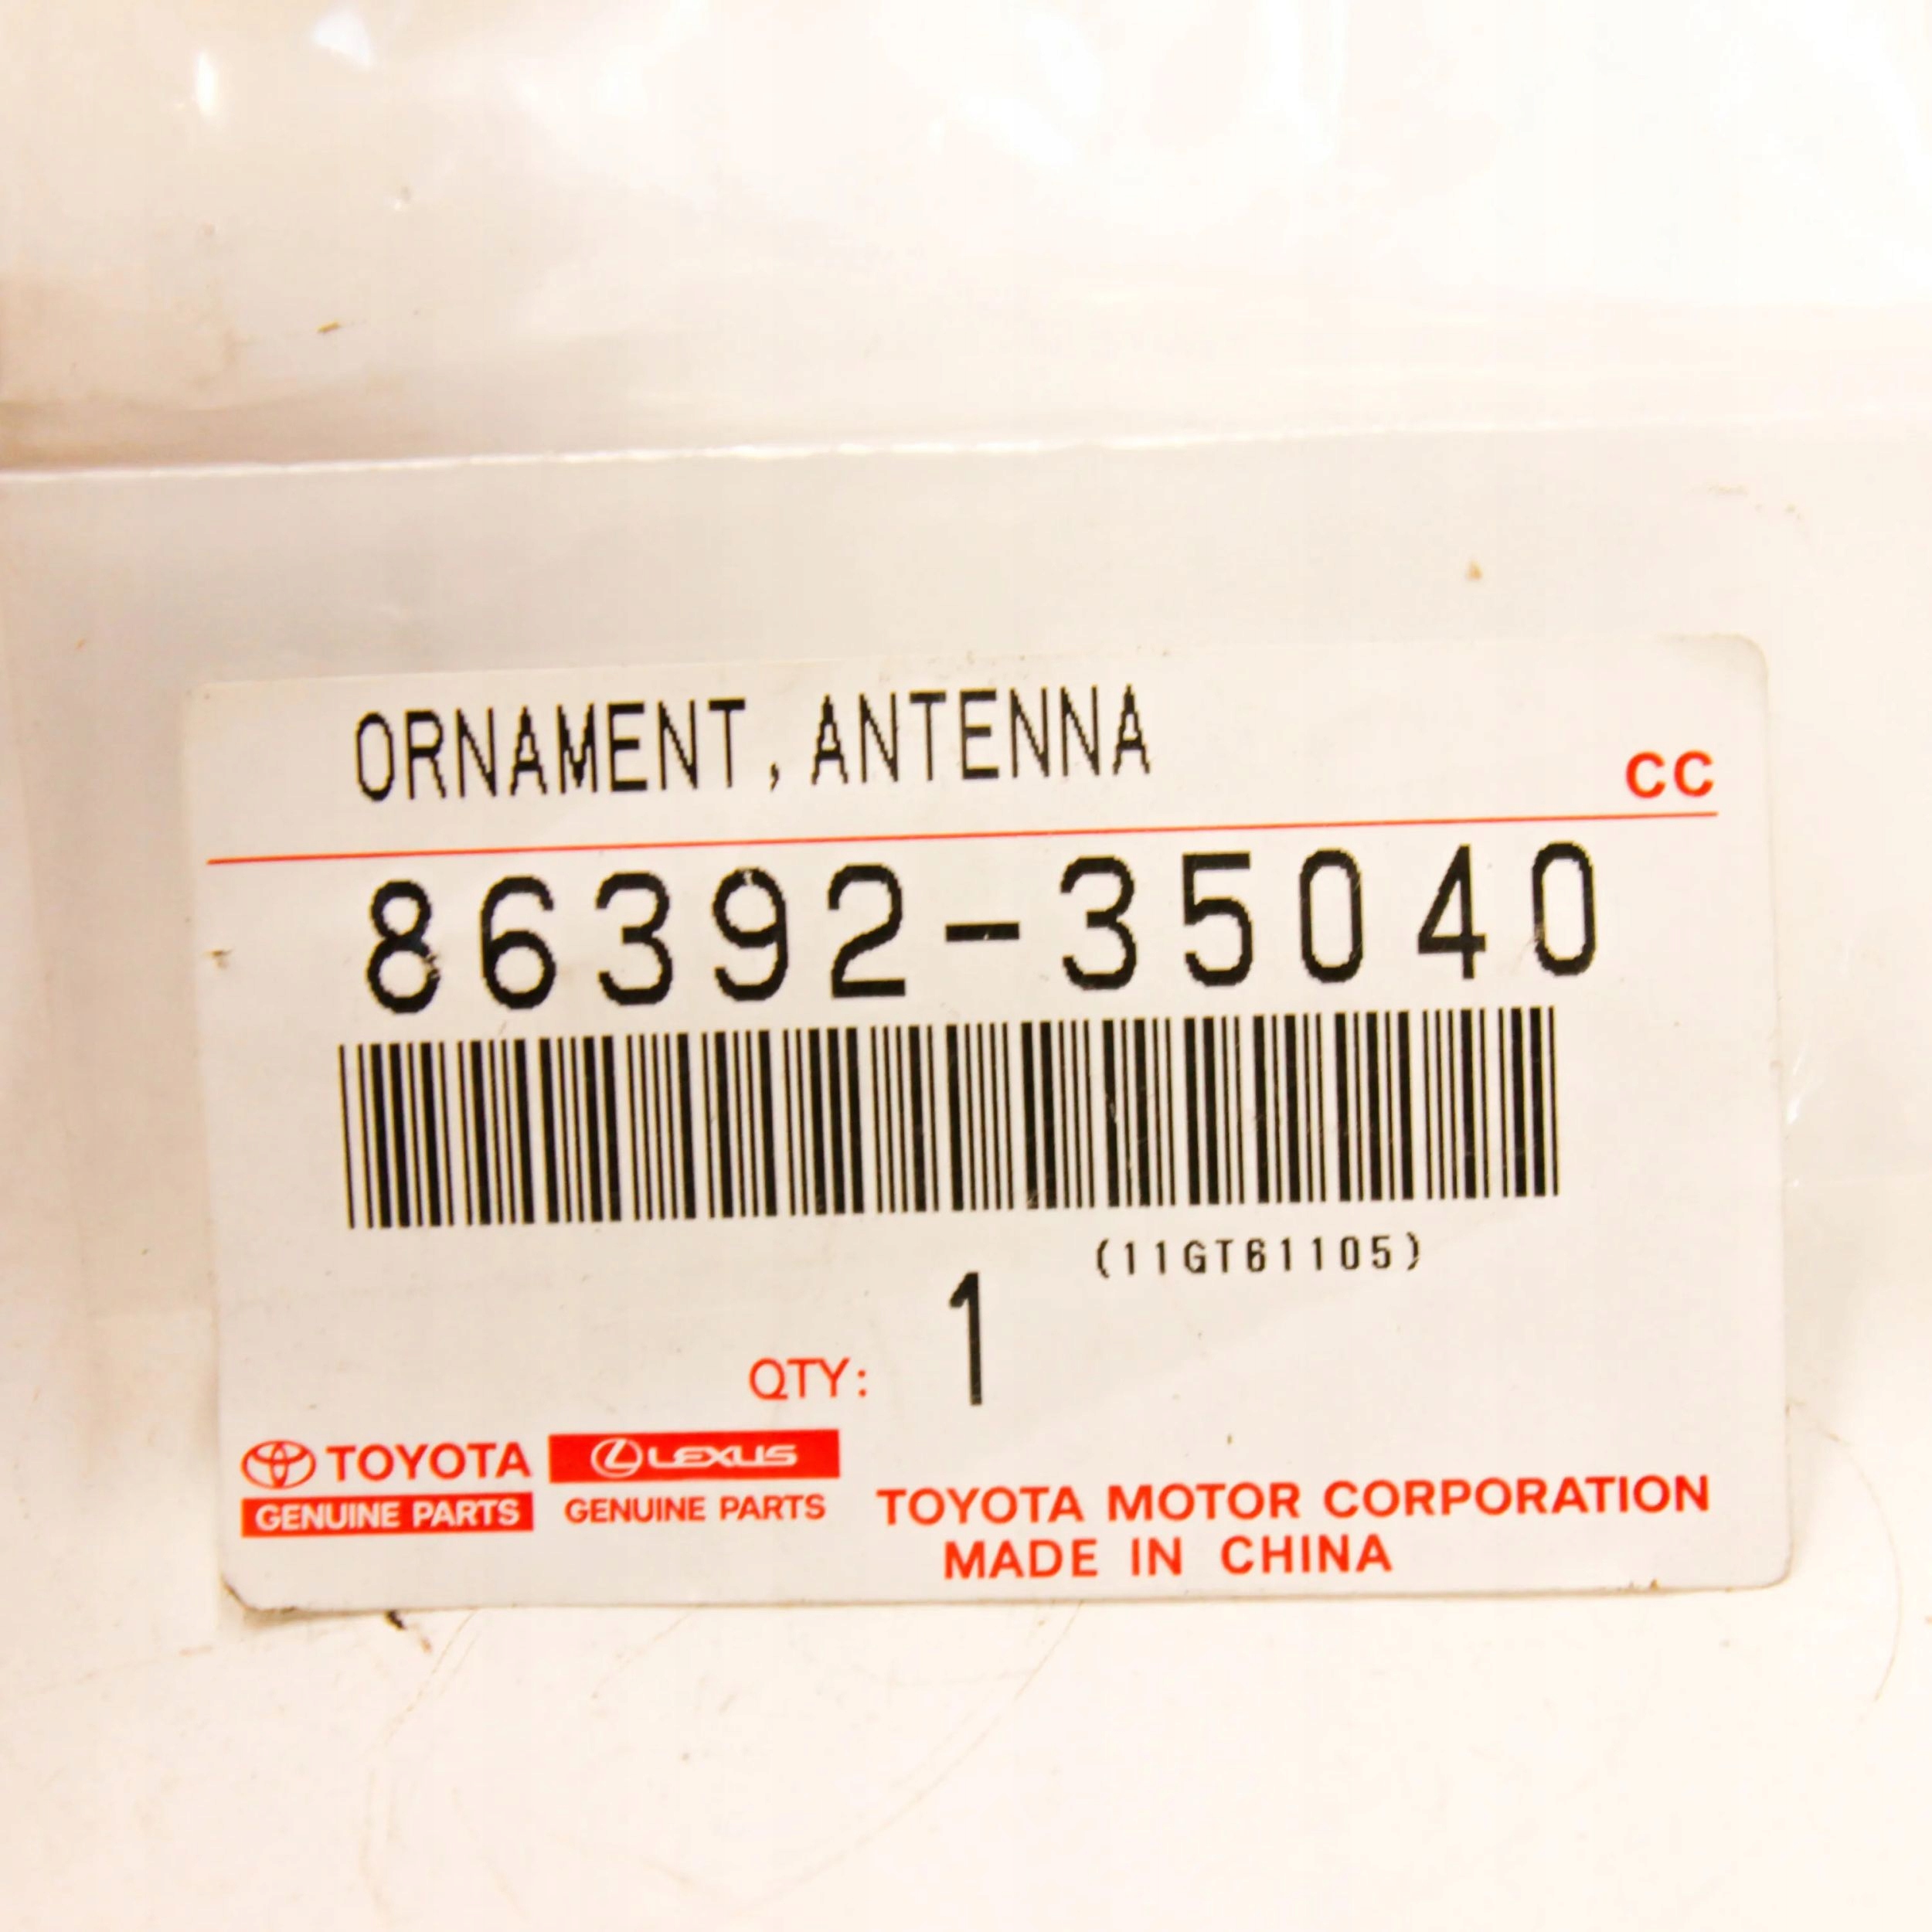 ORNAMENT, ANTENNA
CC
86392-35040
(11GT61105)
QTY: 1
TOYOTA
GENUINE PARTS
LEXUS
GENUINE PARTS
TOYOTA MOTOR CORPORATION
MADE IN CHINA